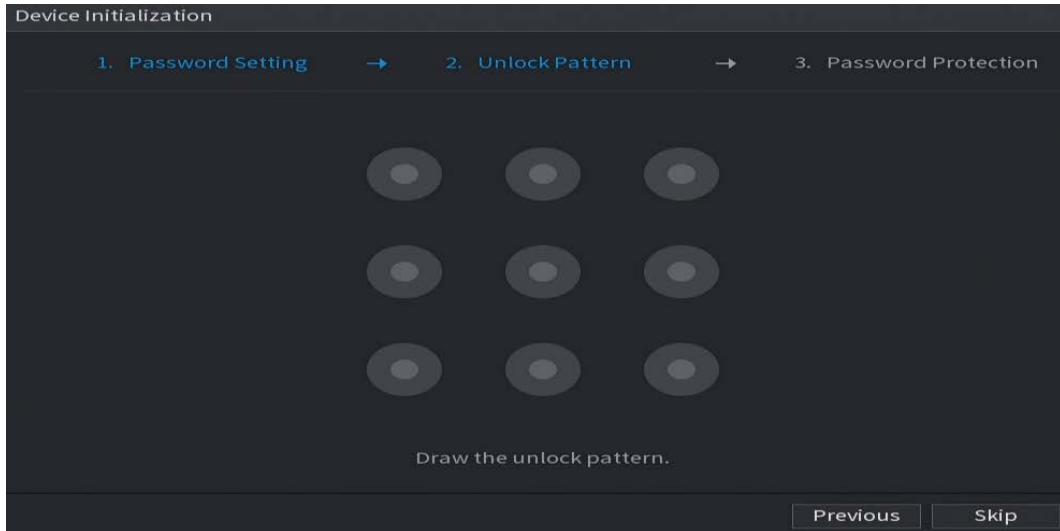 Device Initialization
1. Password Setting → 2. Unlock Pattern → 3. Password Protection
Draw the unlock pattern.
Previous Skip